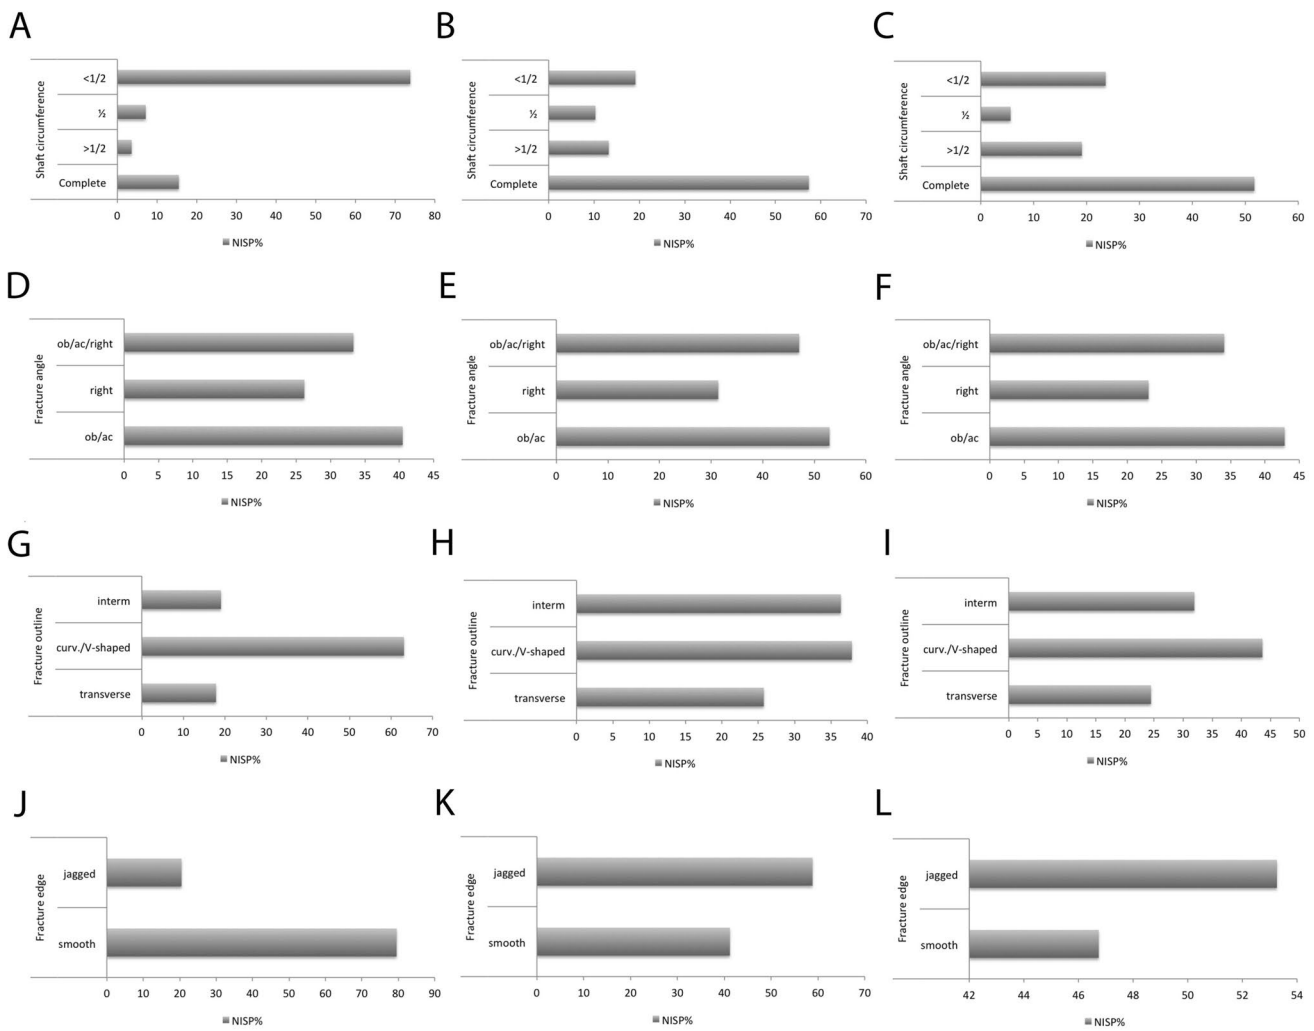 A
Shaft circumference
<1/2
½
>1/2
Complete
0 10 20 30 40 50 60 70 80
NISP%
B
Shaft circumference
<1/2
½
>1/2
Complete
0 10 20 30 40 50 60 70
NISP%
C
Shaft circumference
<1/2
½
>1/2
Complete
0 10 20 30 40 50 60
NISP%
D
Fracture angle
ob/ac/right
right
ob/ac
0 5 10 15 20 25 30 35 40 45
NISP%
E
Fracture angle
ob/ac/right
right
ob/ac
0 10 20 30 40 50 60
NISP%
F
Fracture angle
ob/ac/right
right
ob/ac
0 5 10 15 20 25 30 35 40 45
NISP%
G
Fracture outline
interm
curv./V-shaped
transverse
0 10 20 30 40 50 60 70
NISP%
H
Fracture outline
interm
curv./V-shaped
transverse
0 5 10 15 20 25 30 35 40
NISP%
I
Fracture outline
interm
curv./V-shaped
transverse
0 5 10 15 20 25 30 35 40 45 50
NISP%
J
Fracture edge
jagged
smooth
0 10 20 30 40 50 60 70 80 90
NISP%
K
Fracture edge
jagged
smooth
0 10 20 30 40 50 60 70
NISP%
L
Fracture edge
jagged
smooth
42 44 46 48 50 52 54
NISP%